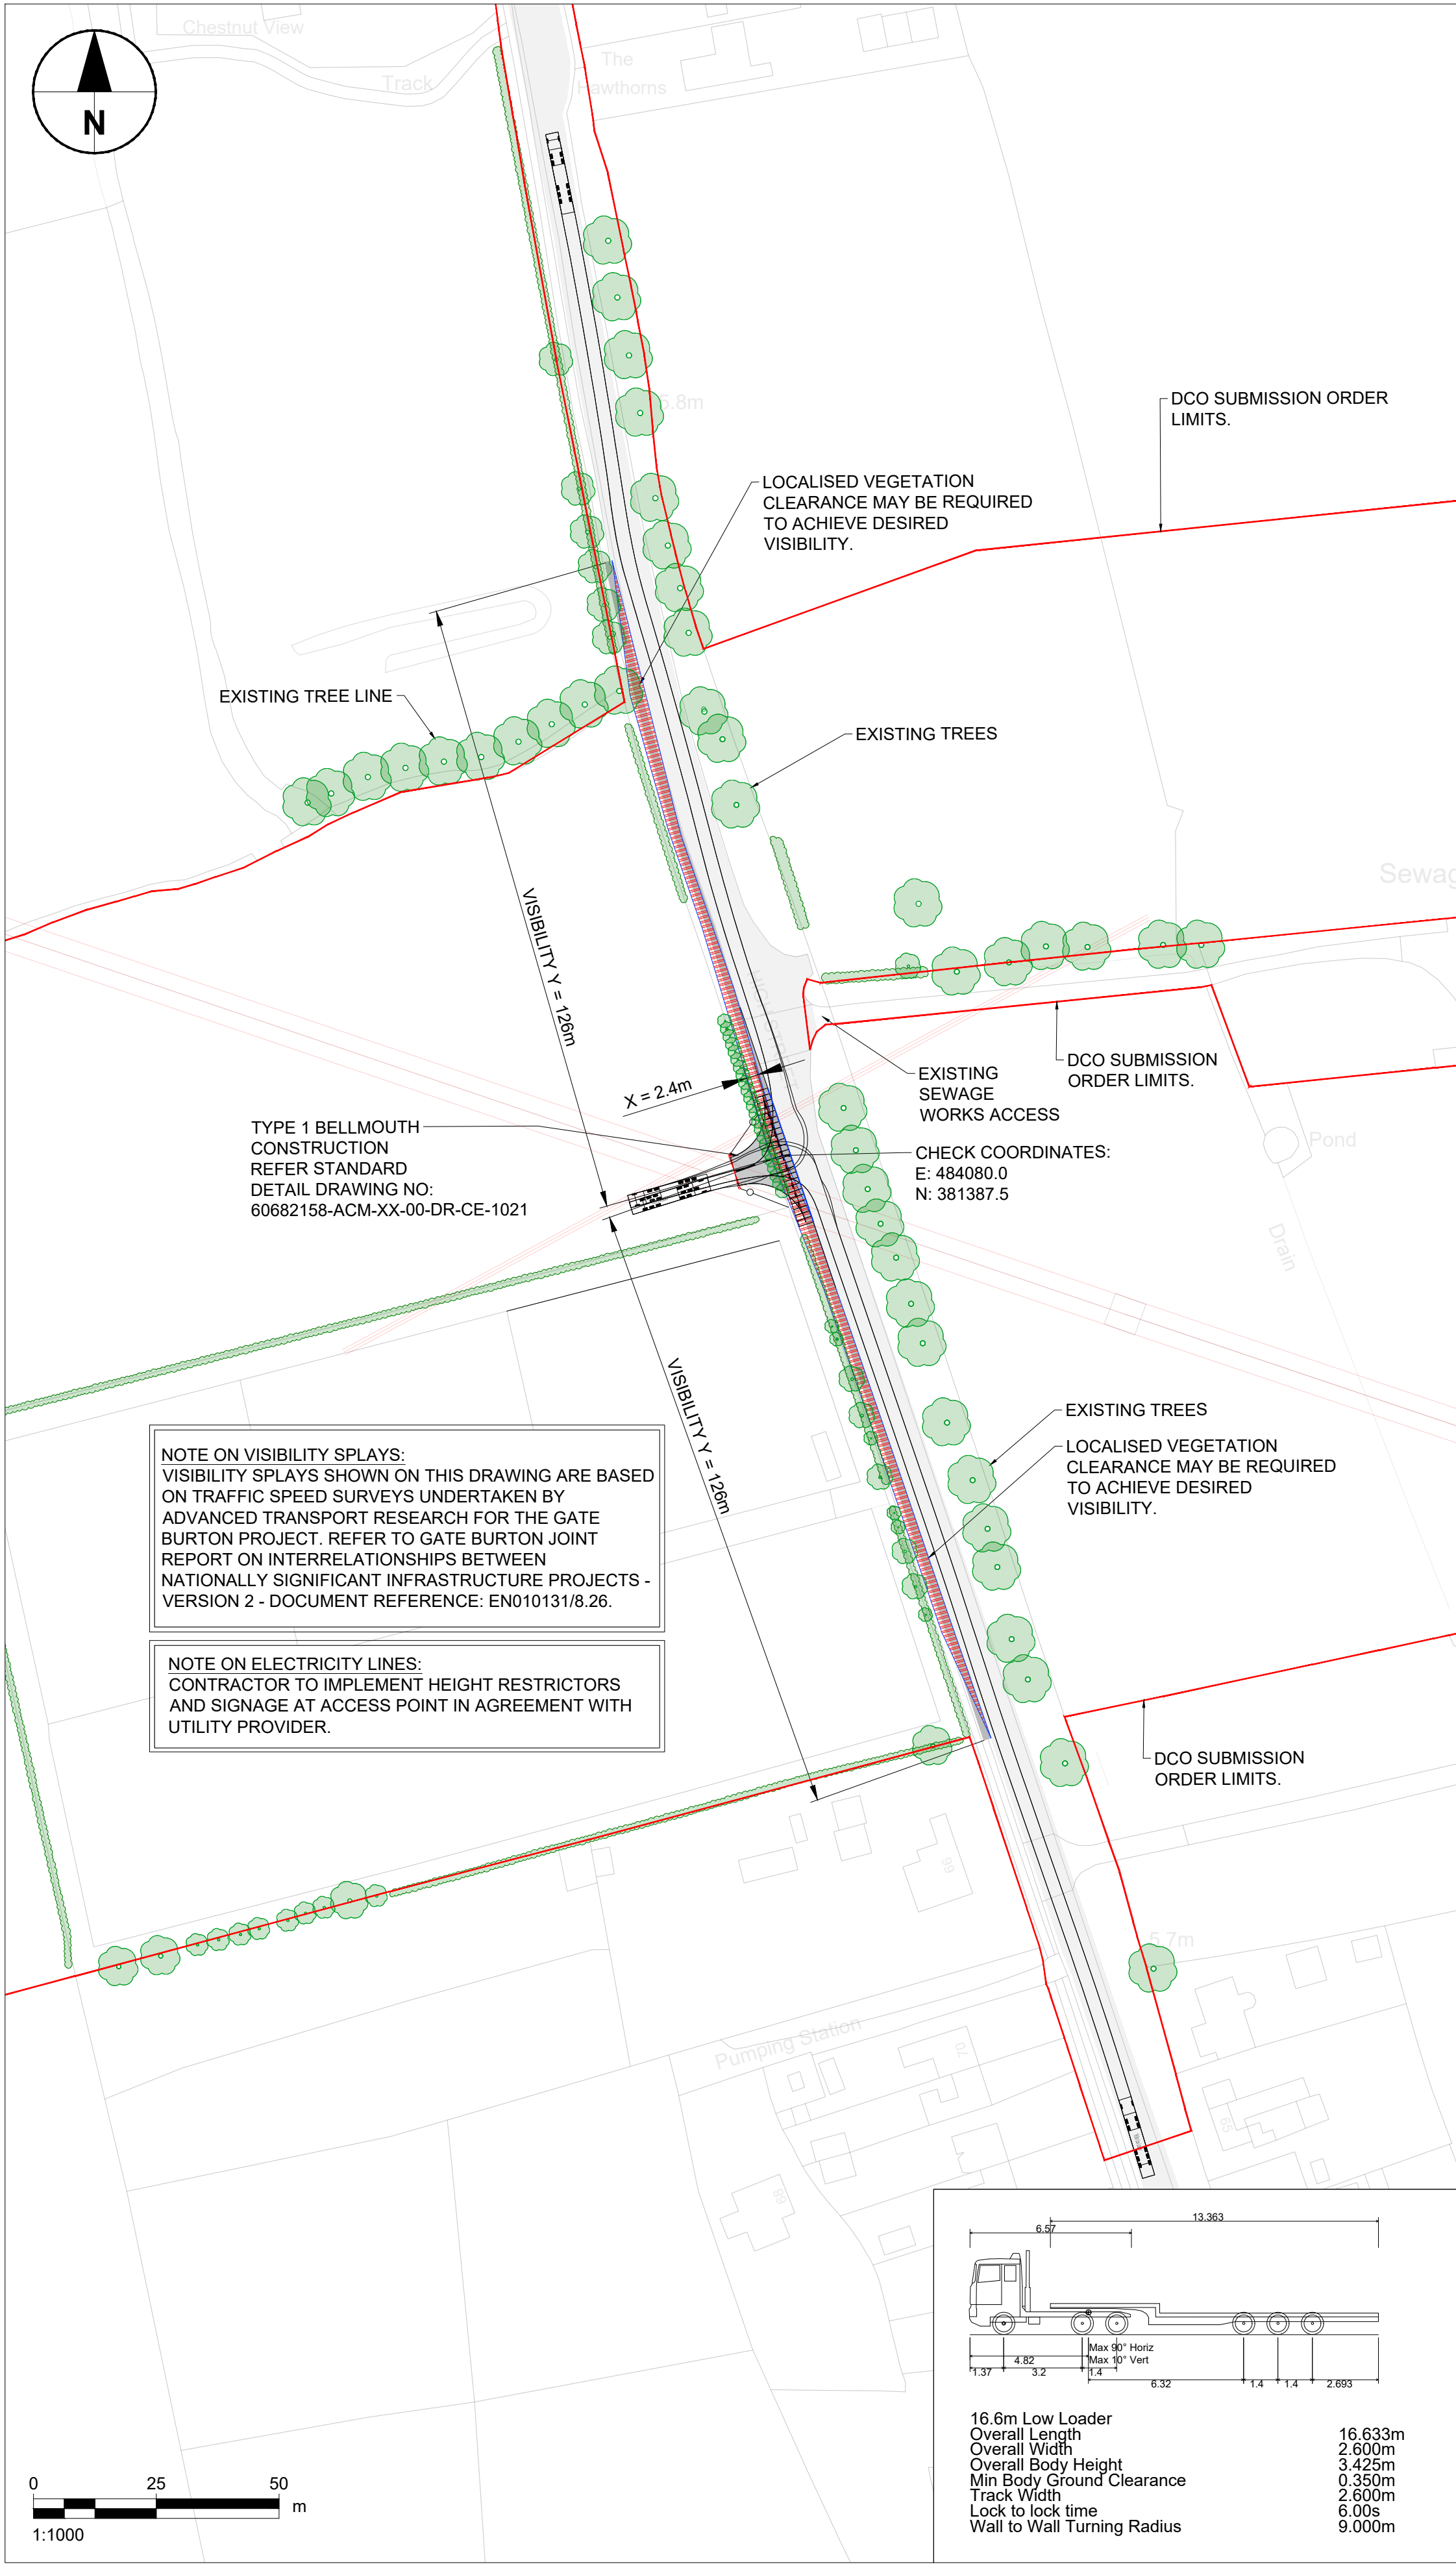 Chestnut View
Track
The
Hawthorns
N
5.8m
DCO SUBMISSION ORDER
LIMITS.
LOCALISED VEGETATION
CLEARANCE MAY BE REQUIRED
TO ACHIEVE DESIRED
VISIBILITY.
EXISTING TREE LINE
EXISTING TREES
Sewag
VISIBILITY Y = 126m
X = 2.4m
EXISTING
SEWAGE
WORKS ACCESS
DCO SUBMISSION
ORDER LIMITS.
TYPE 1 BELLMOUTH
CONSTRUCTION
REFER STANDARD
DETAIL DRAWING NO:
60682158-ACM-XX-00-DR-CE-1021
CHECK COORDINATES:
E: 484080.0
N: 381387.5
Pond
Drain
VISIBILITY Y = 126m
EXISTING TREES
LOCALISED VEGETATION
CLEARANCE MAY BE REQUIRED
TO ACHIEVE DESIRED
VISIBILITY.
NOTE ON VISIBILITY SPLAYS:
VISIBILITY SPLAYS SHOWN ON THIS DRAWING ARE BASED
ON TRAFFIC SPEED SURVEYS UNDERTAKEN BY
ADVANCED TRANSPORT RESEARCH FOR THE GATE
BURTON PROJECT. REFER TO GATE BURTON JOINT
REPORT ON INTERRELATIONSHIPS BETWEEN
NATIONALLY SIGNIFICANT INFRASTRUCTURE PROJECTS -
VERSION 2 - DOCUMENT REFERENCE: EN010131/8.26.
NOTE ON ELECTRICITY LINES:
CONTRACTOR TO IMPLEMENT HEIGHT RESTRICTORS
AND SIGNAGE AT ACCESS POINT IN AGREEMENT WITH
UTILITY PROVIDER.
DCO SUBMISSION
ORDER LIMITS.
99
5.7m
Pumping Station
70
65
68
13.363
6.57
Max 90° Horiz
Max 10° Vert
4.82
1.37
3.2
1.4
6.32
1.4
1.4
2.693
16.6m Low Loader
Overall Length 16.633m
Overall Width 2.600m
Overall Body Height 3.425m
Min Body Ground Clearance 0.350m
Track Width 2.600m
Lock to lock time 6.00s
Wall to Wall Turning Radius 9.000m
0 25 50
m
1:1000